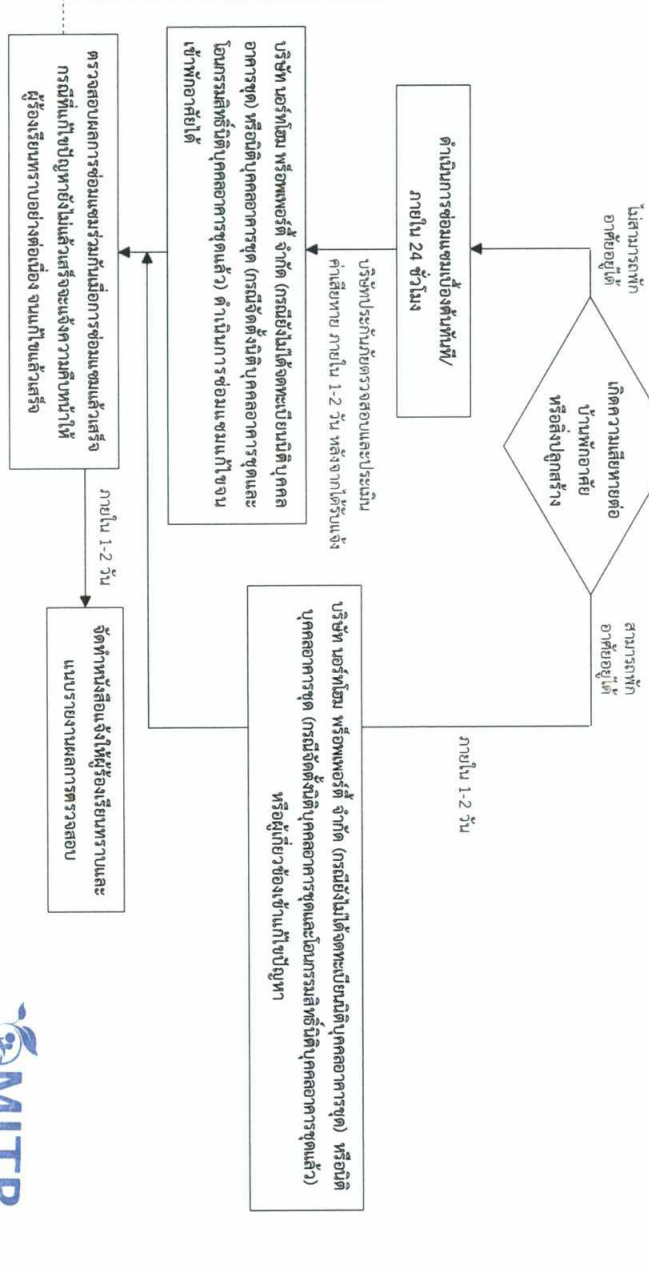 ไม่สามารถพัก
อาศัยอยู่ได้
เกิดความเสียหายต่อ
บ้านพักอาศัย
หรือสิ่งปลูกสร้าง
สามารถพัก
อาศัยอยู่ได้
ดำเนินการซ่อมแซมเบื้องต้นทันที/
ภายใน 24 ชั่วโมง
ภายใน 1-2 วัน
บริษัทประกันภัยตรวจสอบและประเมิน
ค่าเสียหาย ภายใน 1-2 วัน หลังจากได้รับแจ้ง
บริษัท นอร์ทโฮม พร็อพเพอร์ตี้ จำกัด (กรณียังไม่ได้จดทะเบียนนิติบุคคล
อาคารชุด) หรือนิติบุคคลอาคารชุด (กรณีจัดตั้งนิติบุคคลอาคารชุดและ
โอนกรรมสิทธิ์นิติบุคคลอาคารชุดแล้ว) ดำเนินการซ่อมแซมแก้ไขจน
เข้าพักอาศัยได้
บริษัท นอร์ทโฮม พร็อพเพอร์ตี้ จำกัด (กรณียังไม่ได้จดทะเบียนนิติบุคคลอาคารชุด) หรือนิติ
บุคคลอาคารชุด (กรณีจัดตั้งนิติบุคคลอาคารชุดและโอนกรรมสิทธิ์นิติบุคคลอาคารชุดแล้ว)
หรือผู้เกี่ยวข้องเข้าแก้ไขปัญหา
ตรวจสอบผลการซ่อมแซมร่วมกันเมื่อการซ่อมแซมแล้วเสร็จ
กรณีที่แก้ไขปัญหายังไม่แล้วเสร็จจะแจ้งความคืบหน้าให้
ผู้ร้องเรียนทราบอย่างต่อเนื่อง จนแก้ไขแล้วเสร็จ
ภายใน 1-2 วัน
จัดทำหนังสือแจ้งให้ผู้ร้องเรียนทราบและ
แนบรายงานผลการตรวจสอบ
MITR